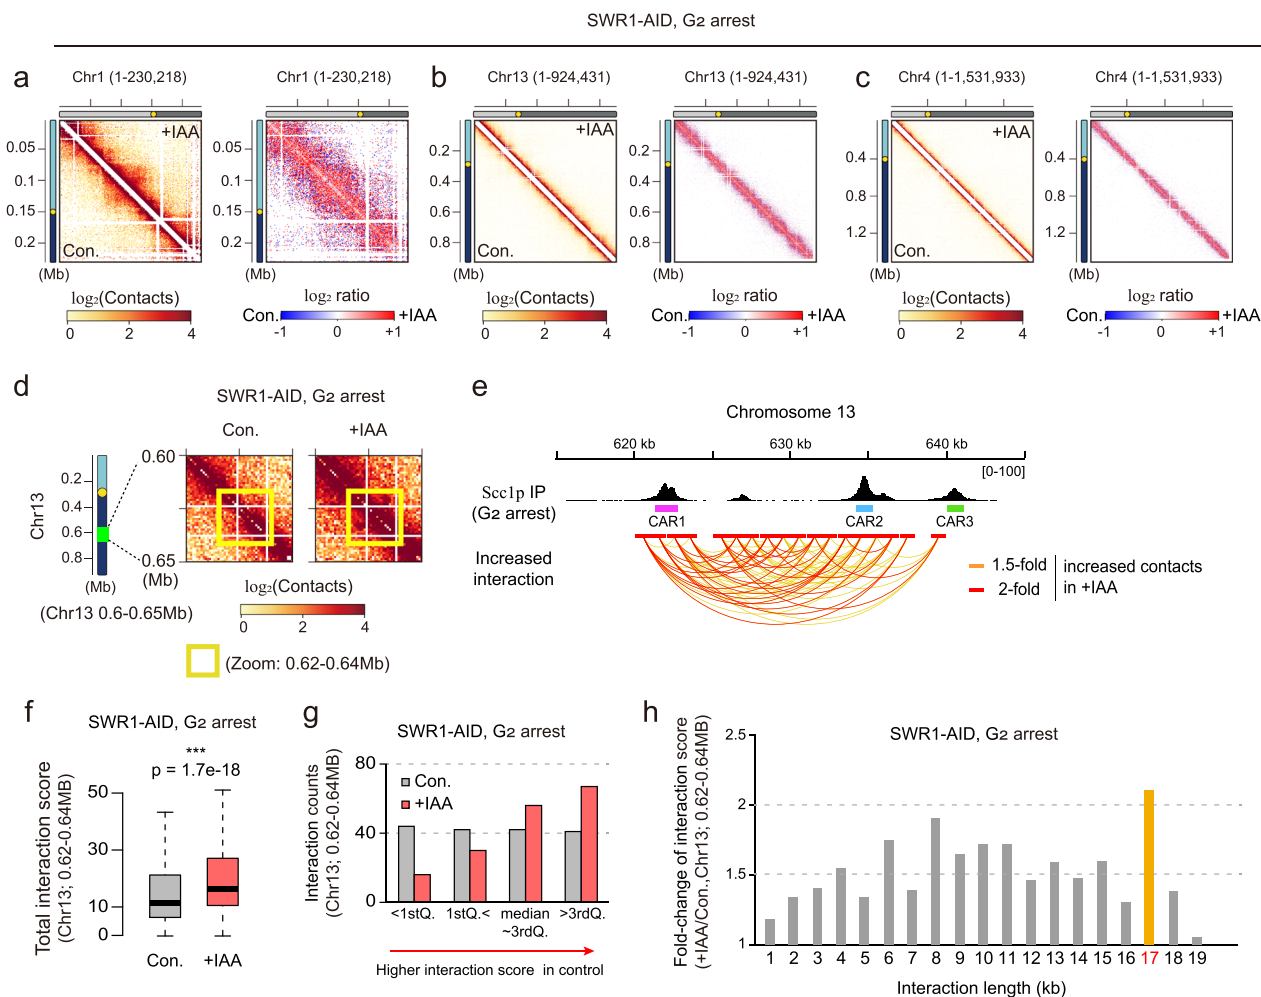 SWR1-AID, G2 arrest
a
Chr1 (1-230,218)
Chr1 (1-230,218)
b
Chr13 (1-924,431)
Chr13 (1-924,431)
c
Chr4 (1-1,531,933)
Chr4 (1-1,531,933)
+IAA
Con.
0.05
0.1
0.15
0.2
(Mb)
0.05
0.1
0.15
0.2
(Mb)
+IAA
Con.
0.2
0.4
0.6
0.8
(Mb)
0.2
0.4
0.6
0.8
(Mb)
+IAA
Con.
0.4
0.8
1.2
(Mb)
0.4
0.8
1.2
(Mb)
log2(Contacts)
0 2 4
log2 ratio
Con. +IAA
-1 0 +1
log2(Contacts)
0 2 4
log2 ratio
Con. +IAA
-1 0 +1
log2(Contacts)
0 2 4
log2 ratio
Con. +IAA
-1 0 +1
d
SWR1-AID, G2 arrest
Con. +IAA
Chr13
0.2
0.4
0.6
0.8
(Mb)
0.60
0.65
(Mb)
(Chr13 0.6-0.65Mb)
log2(Contacts)
0 2 4
(Zoom: 0.62-0.64Mb)
e
Chromosome 13
620 kb 630 kb 640 kb
[0-100]
Scc1p IP
(G2 arrest)
CAR1 CAR2 CAR3
Increased
interaction
1.5-fold
2-fold
increased contacts
in +IAA
f
SWR1-AID, G2 arrest
***
p = 1.7e-18
Total interaction score
(Chr13; 0.62-0.64MB)
50
30
10
0
Con. +IAA
g
SWR1-AID, G2 arrest
Interaction counts
(Chr13; 0.62-0.64MB)
80
40
0
Con.
+IAA
<1stQ. 1stQ.< median >3rdQ.
~3rdQ.
Higher interaction score in control
h
SWR1-AID, G2 arrest
Fold-change of interaction score
(+IAA/Con.,Chr13; 0.62-0.64MB)
2.5
2
1.5
1
1 2 3 4 5 6 7 8 9 10 11 12 13 14 15 16 17 18 19
Interaction length (kb)